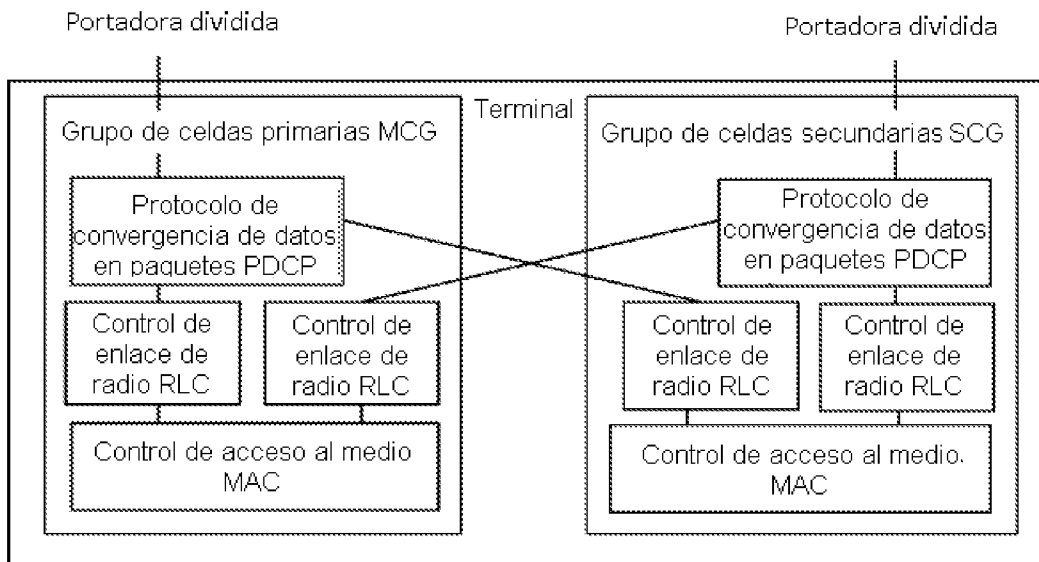 Portadora dividida
Portadora dividida
Terminal
Grupo de celdas primarias MCG
Protocolo de
convergencia de datos
en paquetes PDCP
Control de
enlace de
radio RLC
Control de
enlace de
radio RLC
Control de acceso al medio
MAC
Grupo de celdas secundarias SCG
Protocolo de
convergencia de datos
en paquetes PDCP
Control de
enlace de
radio RLC
Control de
enlace de
radio RLC
Control de acceso al medio.
MAC